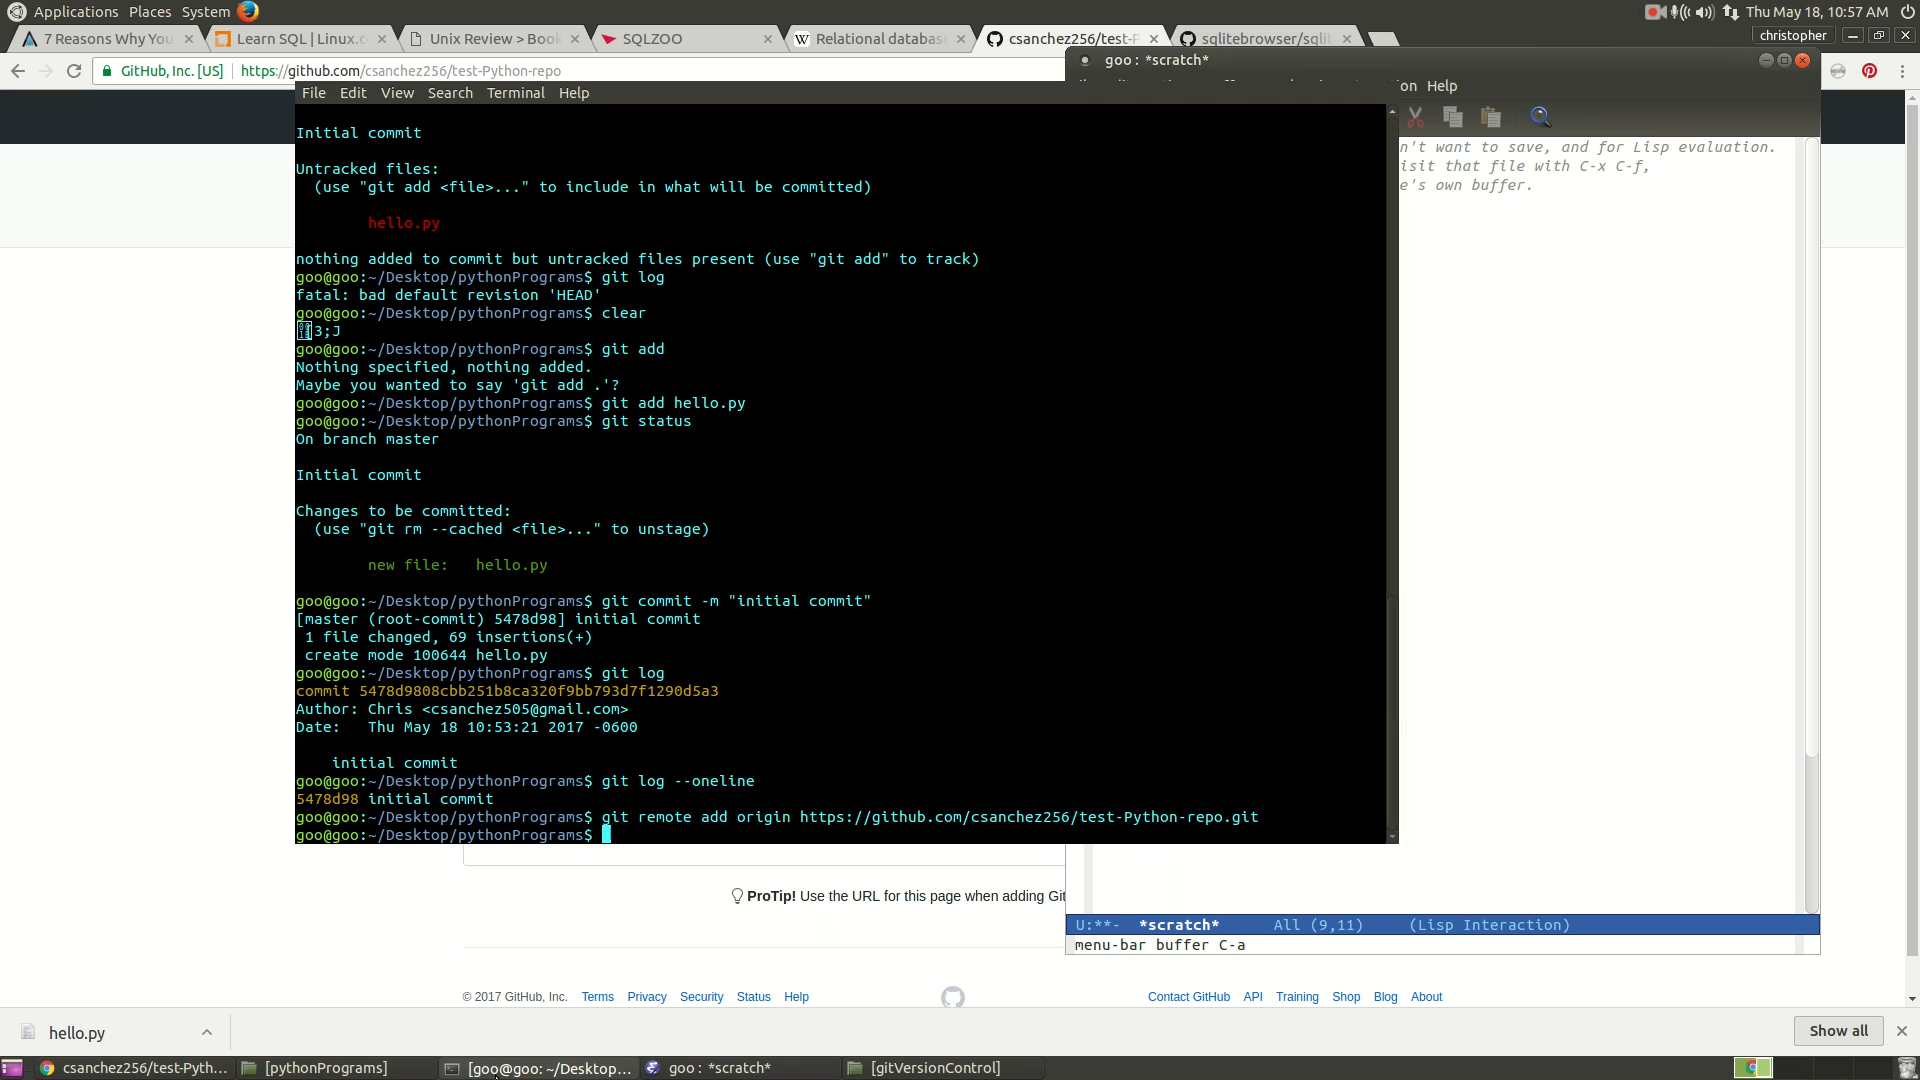 Applications Places System Thu May 18, 10:57 AM
7 Reasons Why You
Learn SQL | Linux.c
Unix Review > Book
SQLZOO
Relational databas
csanchez256/test-P
sqlitebrowser/sqlit
christopher
GitHub, Inc. [US] https://github.com/csanchez256/test-Python-repo
goo : *scratch*
on Help
File Edit View Search Terminal Help
Initial commit
Untracked files:
(use "git add <file>..." to include in what will be committed)
hello.py
nothing added to commit but untracked files present (use "git add" to track)
goo@goo:~/Desktop/pythonPrograms$ git log
fatal: bad default revision 'HEAD'
goo@goo:~/Desktop/pythonPrograms$ clear
3;J
goo@goo:~/Desktop/pythonPrograms$ git add
Nothing specified, nothing added.
Maybe you wanted to say 'git add .'?
goo@goo:~/Desktop/pythonPrograms$ git add hello.py
goo@goo:~/Desktop/pythonPrograms$ git status
On branch master
Initial commit
Changes to be committed:
(use "git rm --cached <file>..." to unstage)
new file: hello.py
goo@goo:~/Desktop/pythonPrograms$ git commit -m "initial commit"
[master (root-commit) 5478d98] initial commit
1 file changed, 69 insertions(+)
create mode 100644 hello.py
goo@goo:~/Desktop/pythonPrograms$ git log
commit 5478d9808cbb251b8ca320f9bb793d7f1290d5a3
Author: Chris <csanchez505@gmail.com>
Date: Thu May 18 10:53:21 2017 -0600
initial commit
goo@goo:~/Desktop/pythonPrograms$ git log --oneline
5478d98 initial commit
goo@goo:~/Desktop/pythonPrograms$ git remote add origin https://github.com/csanchez256/test-Python-repo.git
goo@goo:~/Desktop/pythonPrograms$
n't want to save, and for Lisp evaluation.
isit that file with C-x C-f,
e's own buffer.
ProTip! Use the URL for this page when adding Git
U:**- *scratch* All (9,11) (Lisp Interaction)
menu-bar buffer C-a
© 2017 GitHub, Inc. Terms Privacy Security Status Help
Contact GitHub API Training Shop Blog About
hello.py
Show all
csanchez256/test-Pyth...
[pythonPrograms]
[goo@goo: ~/Desktop...
goo : *scratch*
[gitVersionControl]